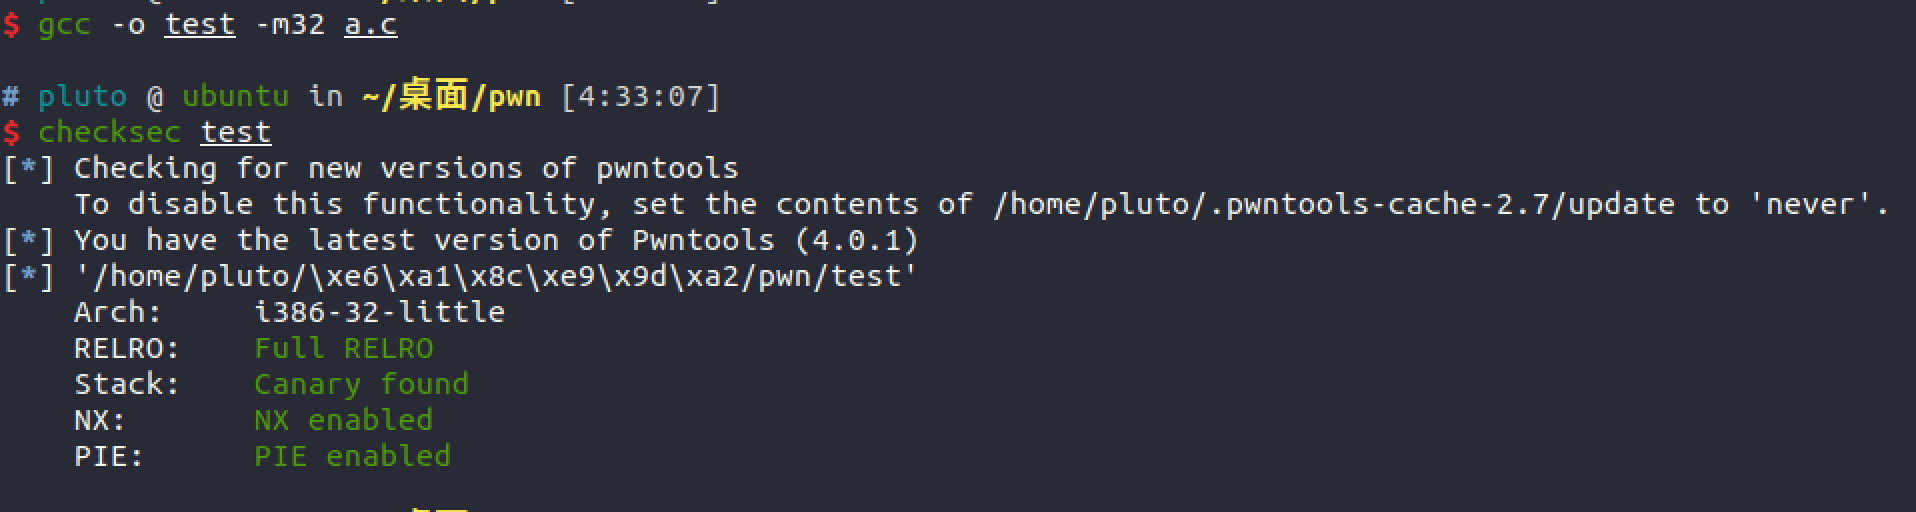 $ gcc -o test -m32 a.c
# pluto @ ubuntu in ~/桌面/pwn [4:33:07]
$ checksec test
[*] Checking for new versions of pwntools
    To disable this functionality, set the contents of /home/pluto/.pwntools-cache-2.7/update to 'never'.
[*] You have the latest version of Pwntools (4.0.1)
[*] '/home/pluto/\xe6\xa1\x8c\xe9\x9d\xa2/pwn/test'
    Arch:     i386-32-little
    RELRO:    Full RELRO
    Stack:    Canary found
    NX:       NX enabled
    PIE:      PIE enabled